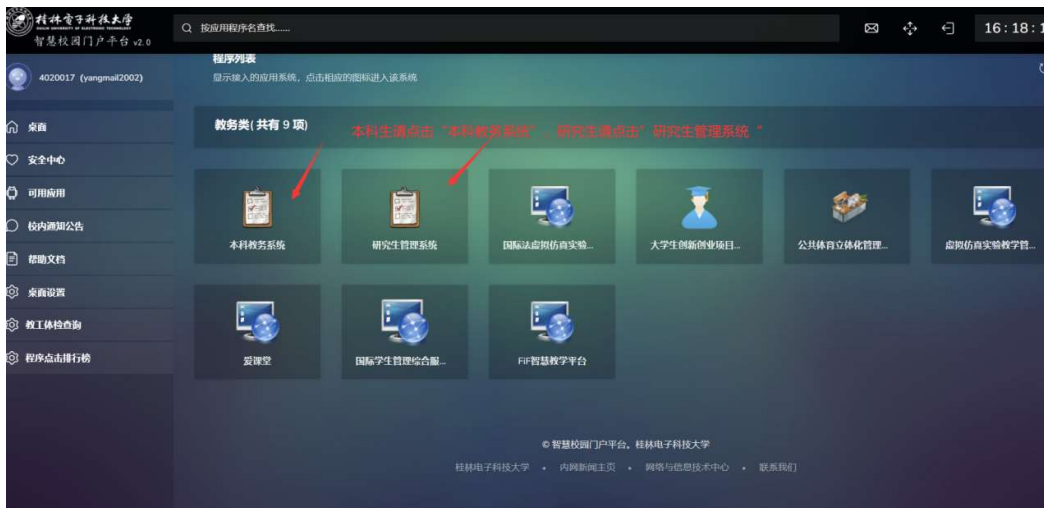 桂林电子科技大学
GUILIN UNIVERSITY OF ELECTRONIC TECHNOLOGY
智慧校园门户平台 v2.0
按应用程序名查找......
16:18:1
4020017 (yangmail2002)
桌面
安全中心
可用应用
校内通知公告
帮助文档
桌面设置
教工体检查询
程序点击排行榜
程序列表
显示接入的应用系统，点击相应的图标进入该系统
教务类( 共有 9 项)
本科生请点击“本科教务系统”，研究生请点击”研究生管理系统“
本科教务系统
研究生管理系统
国际法虚拟仿真实验...
大学生创新创业项目...
公共体育立体化管理...
虚拟仿真实验教学管...
爱课堂
国际学生管理综合服...
FiF智慧教学平台
© 智慧校园门户平台。桂林电子科技大学
桂林电子科技大学 • 内网新闻主页 • 网络与信息技术中心 • 联系我们